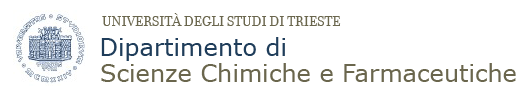 UNIVERSITÀ DEGLI STUDI DI TRIESTE
Dipartimento di
Scienze Chimiche e Farmaceutiche